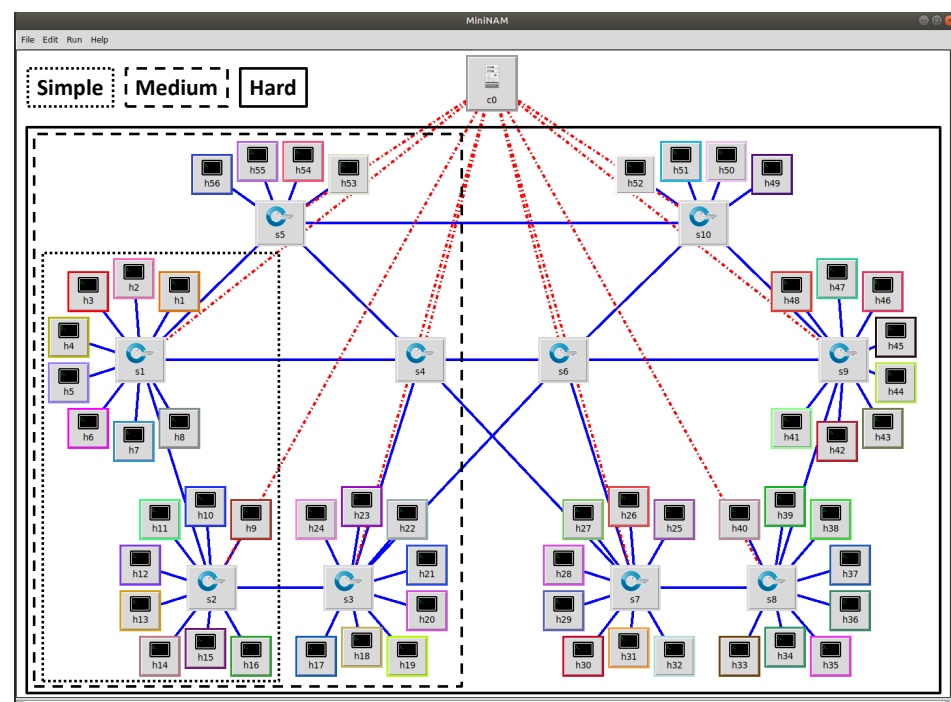 MiniNAM
File Edit Run Help
Simple Medium Hard
c0
h56 h55 h54 h53
s5
h52 h51 h50 h49
s10
h3 h2 h1
h4
s1
h5
h6 h7 h8
s4
s6
h48 h47 h46
h45
s9
h44
h41 h42 h43
h11 h10 h9
h12
s2
h13
h14 h15 h16
h24 h23 h22
h21
s3
h20
h17 h18 h19
h27 h26 h25
h28
s7
h29
h30 h31 h32
h40 h39 h38
h37
s8
h36
h33 h34 h35